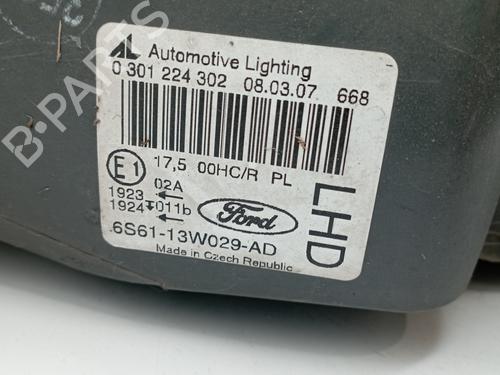 Automotive Lighting
0 301 224 302 08.03.07 668
E1 17,5 00HC/R PL
02A
1923
1924 011b
Ford
6S61-13W029-AD
Made in Czech Republic
LHD
B-PARTS